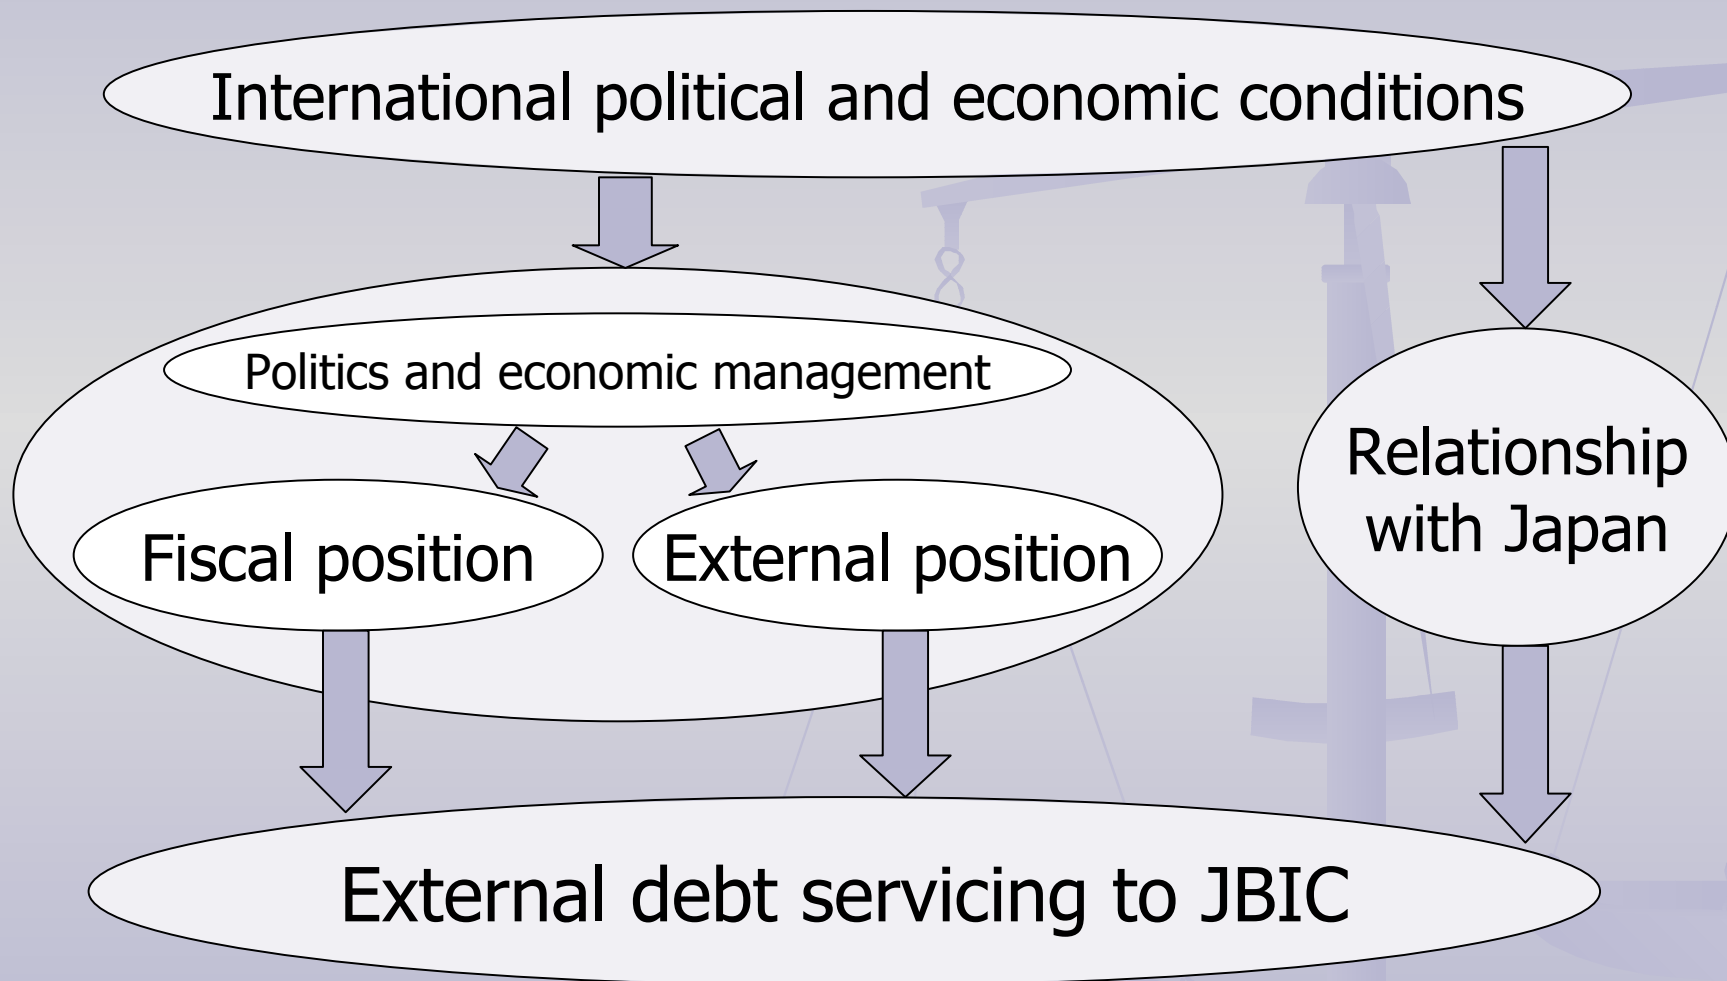 International political and economic conditions
Politics and economic management
Fiscal position
External position
Relationship
with Japan
External debt servicing to JBIC